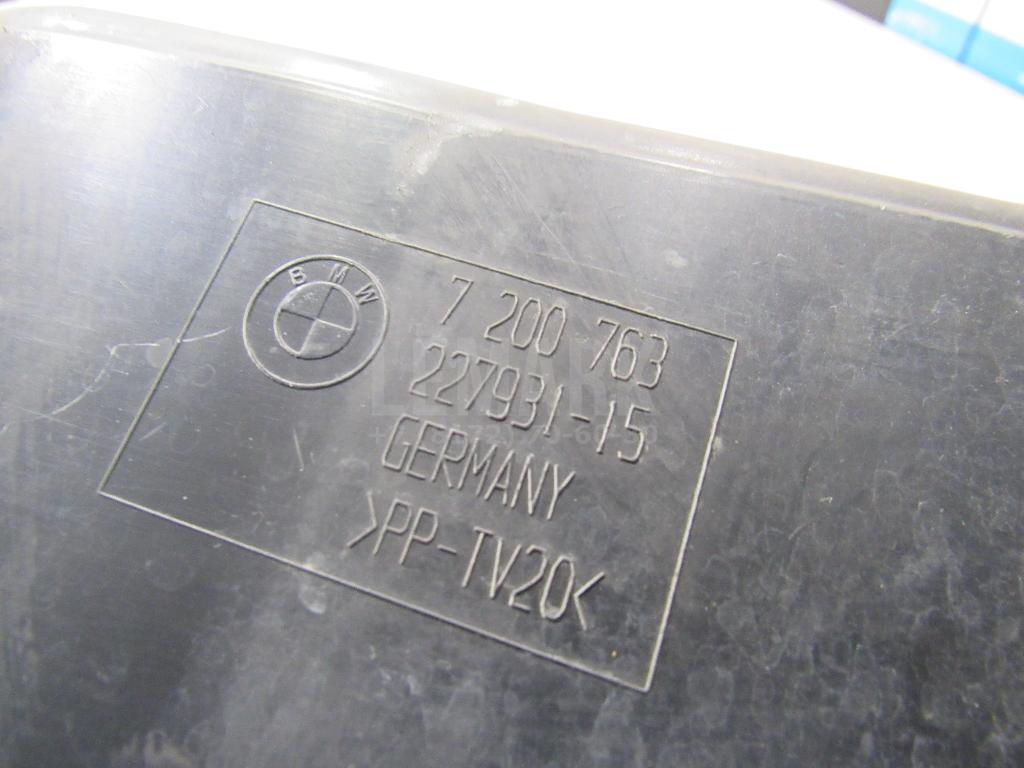 BMW
7 200 763
227931-15
GERMANY
>PP-TV20<